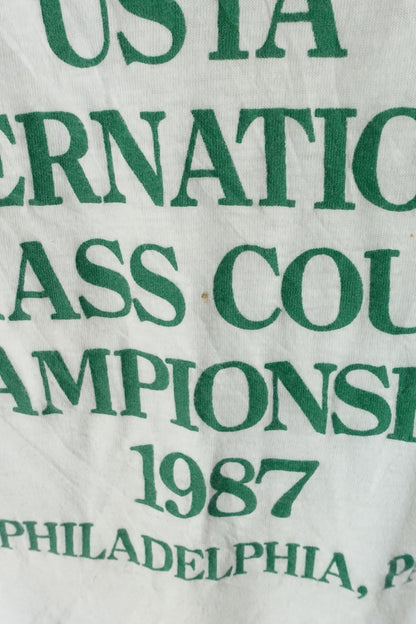 USTA
ERNATIO
RASS COU
AMPIONSH
1987
PHILADELPHIA, PA